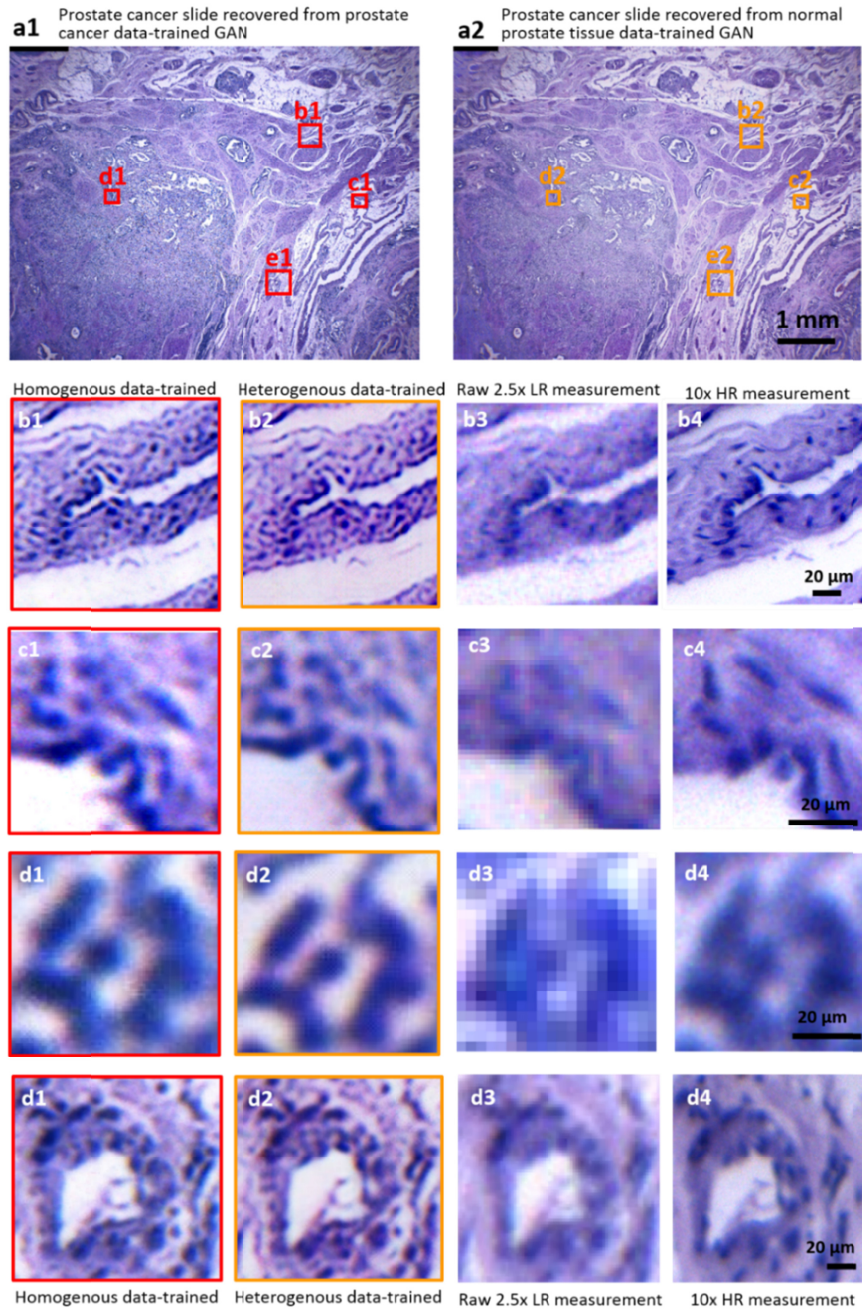 a1 Prostate cancer slide recovered from prostate
cancer data-trained GAN
a2 Prostate cancer slide recovered from normal
prostate tissue data-trained GAN
b1
d1
c1
e1
b2
d2
c2
e2
1 mm
Homogenous data-trained
Heterogenous data-trained
Raw 2.5x LR measurement
10x HR measurement
b1
b2
b3
b4
20 μm
c1
c2
c3
c4
20 μm
d1
d2
d3
d4
20 μm
d1
d2
d3
d4
20 μm
Homogenous data-trained
Heterogenous data-trained
Raw 2.5x LR measurement
10x HR measurement